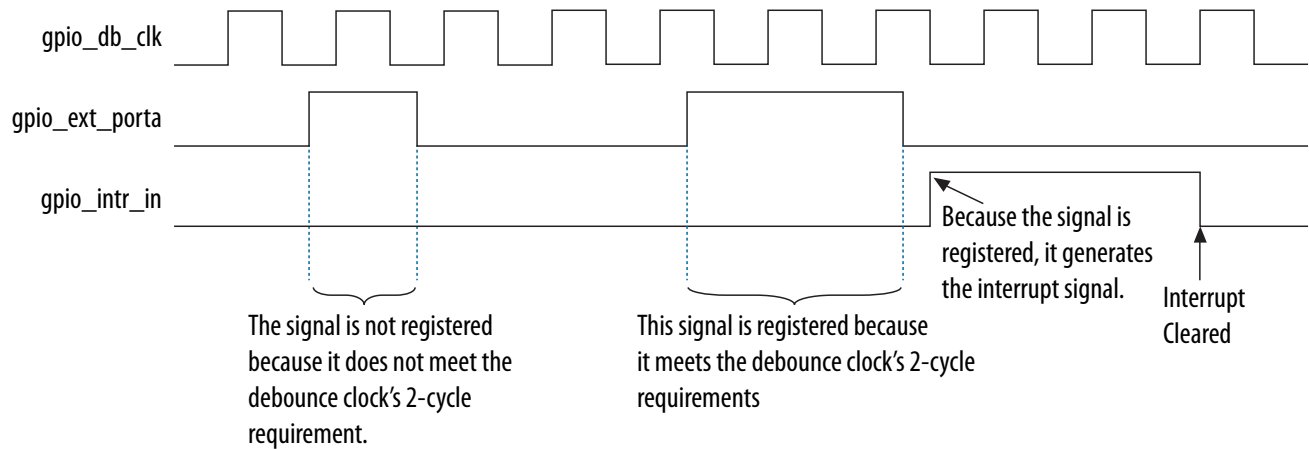 gpio_db_clk
gpio_ext_porta
gpio_intr_in
Because the signal is
registered, it generates
the interrupt signal.
Interrupt
Cleared
The signal is not registered
because it does not meet the
debounce clock’s 2-cycle
requirement.
This signal is registered because
it meets the debounce clock’s 2-cycle
requirements